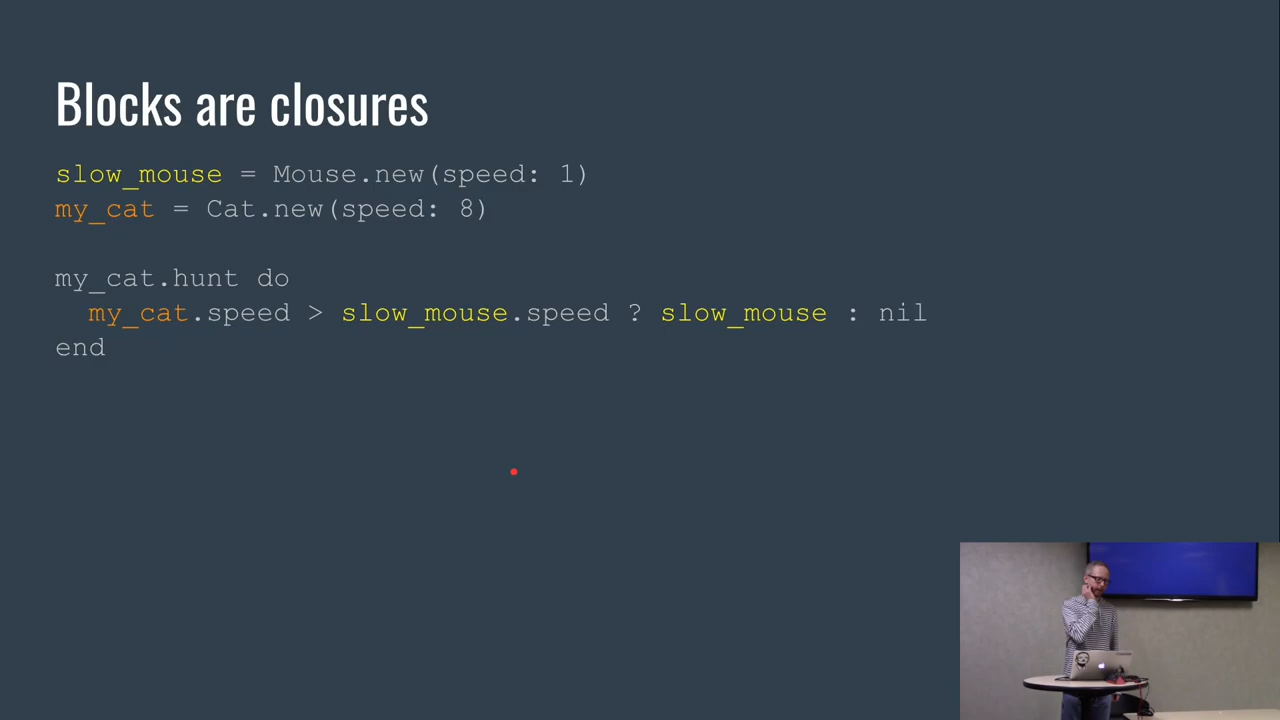 Blocks are closures
slow_mouse = Mouse.new(speed: 1)
my_cat = Cat.new(speed: 8)
my_cat.hunt do
  my_cat.speed > slow_mouse.speed ? slow_mouse : nil
end